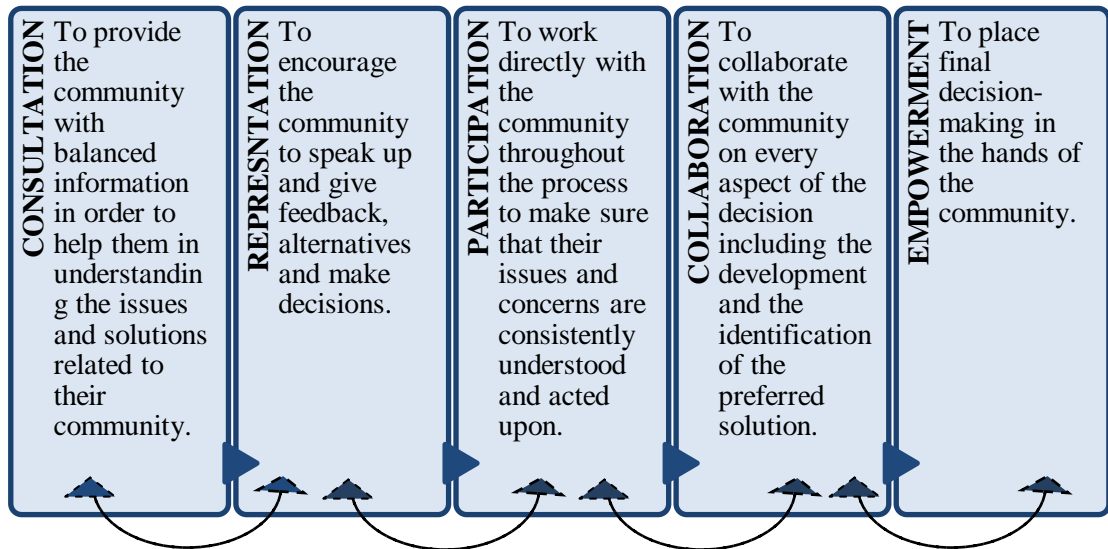 CONSULTATION
To provide
the
community
with
balanced
information
in order to
help them in
understandin
g the issues
and solutions
related to
their
community.
REPRESNTATION
To
encourage
the
community
to speak up
and give
feedback,
alternatives
and make
decisions.
PARTICIPATION
To work
directly with
the
community
throughout
the process
to make sure
that their
issues and
concerns are
consistently
understood
and acted
upon.
COLLABORATION
To
collaborate
with the
community
on every
aspect of the
decision
including the
development
and the
identification
of the
preferred
solution.
EMPOWERMENT
To place
final
decision-
making in
the hands of
the
community.